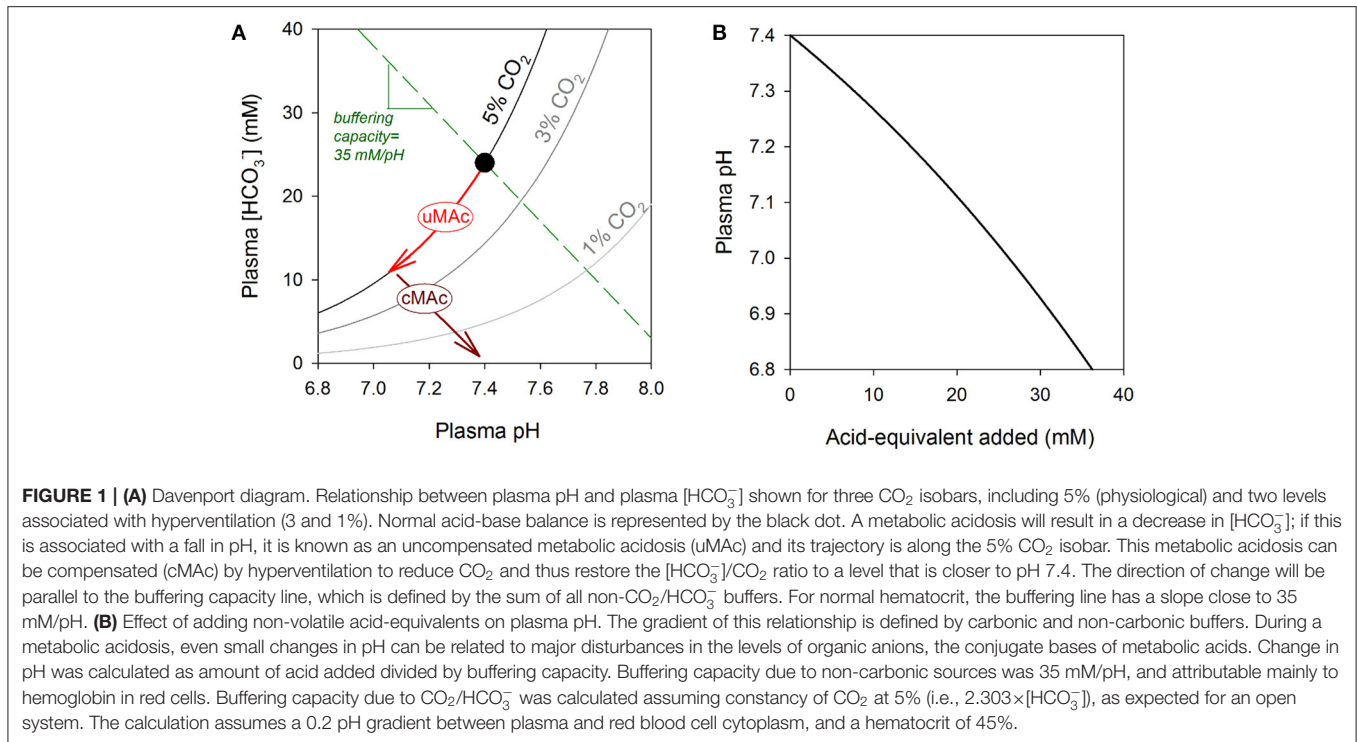 A
40
30
20
10
0
Plasma [HCO₃⁻] (mM)
buffering
capacity=
35 mM/pH
5% CO₂
3% CO₂
1% CO₂
uMAc
cMAc
6.8 7.0 7.2 7.4 7.6 7.8 8.0
Plasma pH
B
7.4
7.3
7.2
7.1
7.0
6.9
6.8
Plasma pH
0 10 20 30 40
Acid-equivalent added (mM)
FIGURE 1 | (A) Davenport diagram. Relationship between plasma pH and plasma [HCO₃⁻] shown for three CO₂ isobars, including 5% (physiological) and two levels
associated with hyperventilation (3 and 1%). Normal acid-base balance is represented by the black dot. A metabolic acidosis will result in a decrease in [HCO₃⁻]; if this
is associated with a fall in pH, it is known as an uncompensated metabolic acidosis (uMAc) and its trajectory is along the 5% CO₂ isobar. This metabolic acidosis can
be compensated (cMAc) by hyperventilation to reduce CO₂ and thus restore the [HCO₃⁻]/CO₂ ratio to a level that is closer to pH 7.4. The direction of change will be
parallel to the buffering capacity line, which is defined by the sum of all non-CO₂/HCO₃⁻ buffers. For normal hematocrit, the buffering line has a slope close to 35
mM/pH. (B) Effect of adding non-volatile acid-equivalents on plasma pH. The gradient of this relationship is defined by carbonic and non-carbonic buffers. During a
metabolic acidosis, even small changes in pH can be related to major disturbances in the levels of organic anions, the conjugate bases of metabolic acids. Change in
pH was calculated as amount of acid added divided by buffering capacity. Buffering capacity due to non-carbonic sources was 35 mM/pH, and attributable mainly to
hemoglobin in red cells. Buffering capacity due to CO₂/HCO₃⁻ was calculated assuming constancy of CO₂ at 5% (i.e., 2.303×[HCO₃⁻]), as expected for an open
system. The calculation assumes a 0.2 pH gradient between plasma and red blood cell cytoplasm, and a hematocrit of 45%.